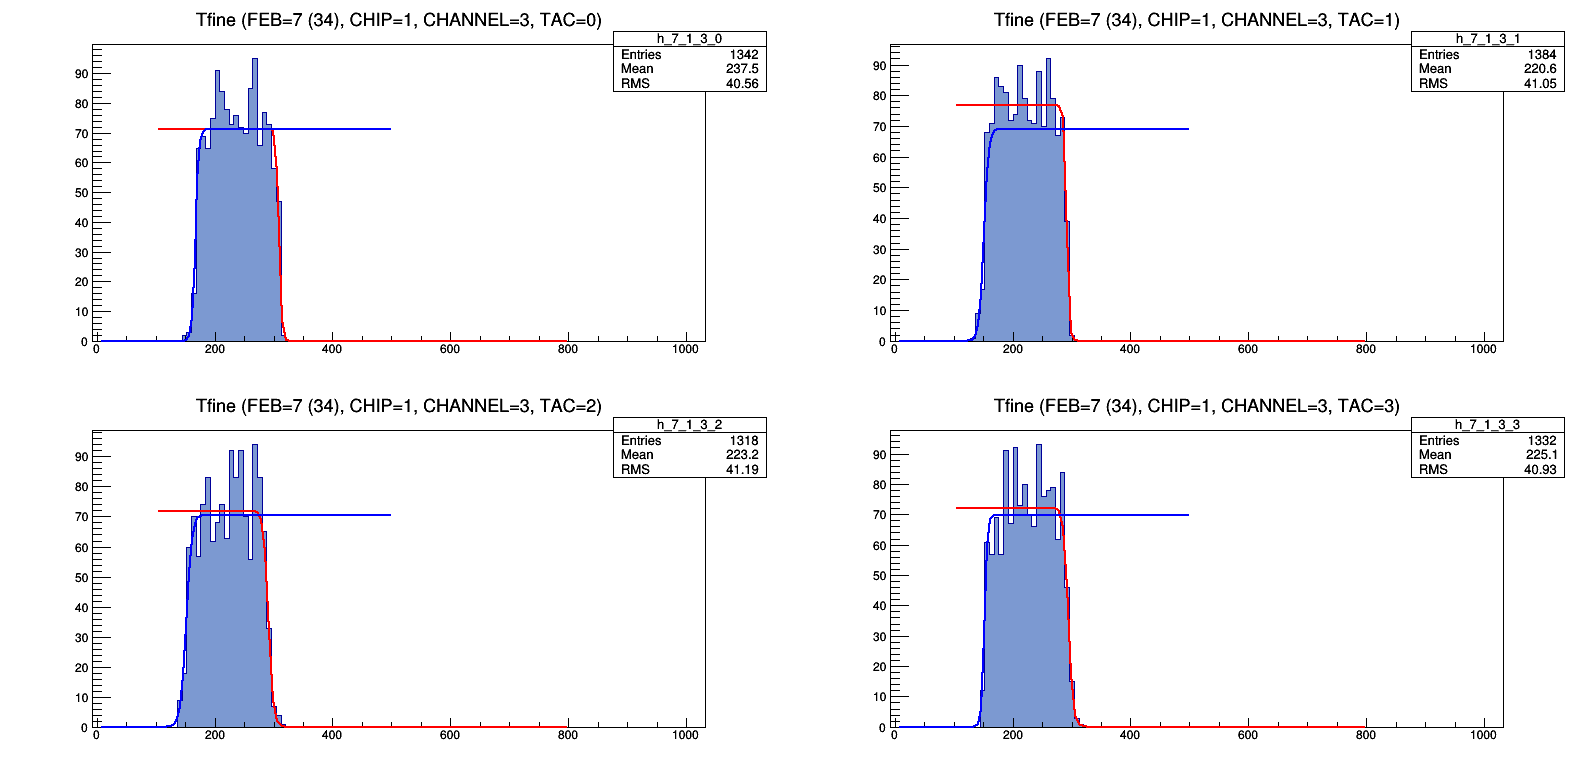 Tfine (FEB=7 (34), CHIP=1, CHANNEL=3, TAC=0)
h_7_1_3_0
Entries 1342
Mean 237.5
RMS 40.56
90
80
70
60
50
40
30
20
10
0
0 200 400 600 800 1000
Tfine (FEB=7 (34), CHIP=1, CHANNEL=3, TAC=1)
h_7_1_3_1
Entries 1384
Mean 220.6
RMS 41.05
90
80
70
60
50
40
30
20
10
0
0 200 400 600 800 1000
Tfine (FEB=7 (34), CHIP=1, CHANNEL=3, TAC=2)
h_7_1_3_2
Entries 1318
Mean 223.2
RMS 41.19
90
80
70
60
50
40
30
20
10
0
0 200 400 600 800 1000
Tfine (FEB=7 (34), CHIP=1, CHANNEL=3, TAC=3)
h_7_1_3_3
Entries 1332
Mean 225.1
RMS 40.93
90
80
70
60
50
40
30
20
10
0
0 200 400 600 800 1000